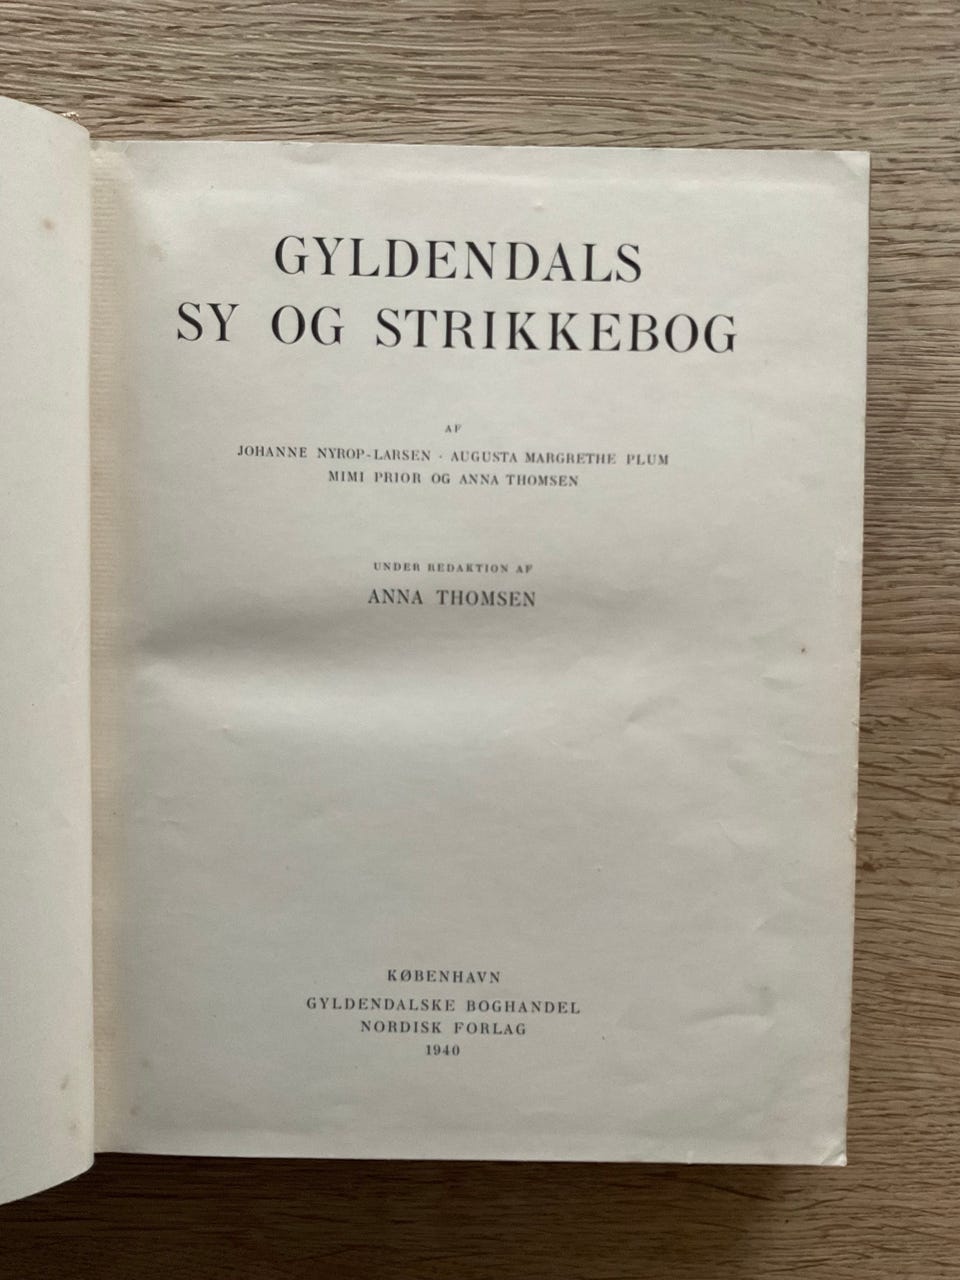 GYLDENDALS
SY OG STRIKKEBOG
AF
JOHANNE NYROP-LARSEN · AUGUSTA MARGRETHE PLUM
MIMI PRIOR OG ANNA THOMSEN
UNDER REDAKTION AF
ANNA THOMSEN
KØBENHAVN
GYLDENDALSKE BOGHANDEL
NORDISK FORLAG
1940